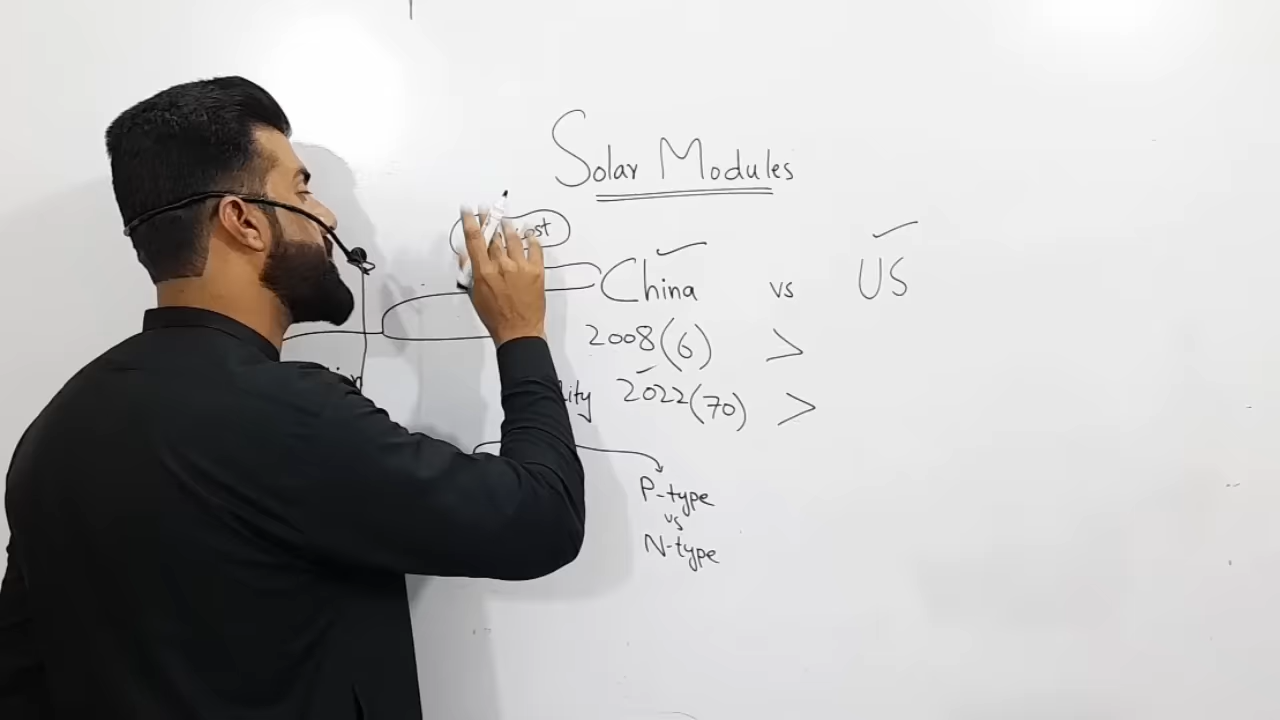 Solar Modules
China vs US
2008(6) >
2022(70) >
P-type
vs
N-type